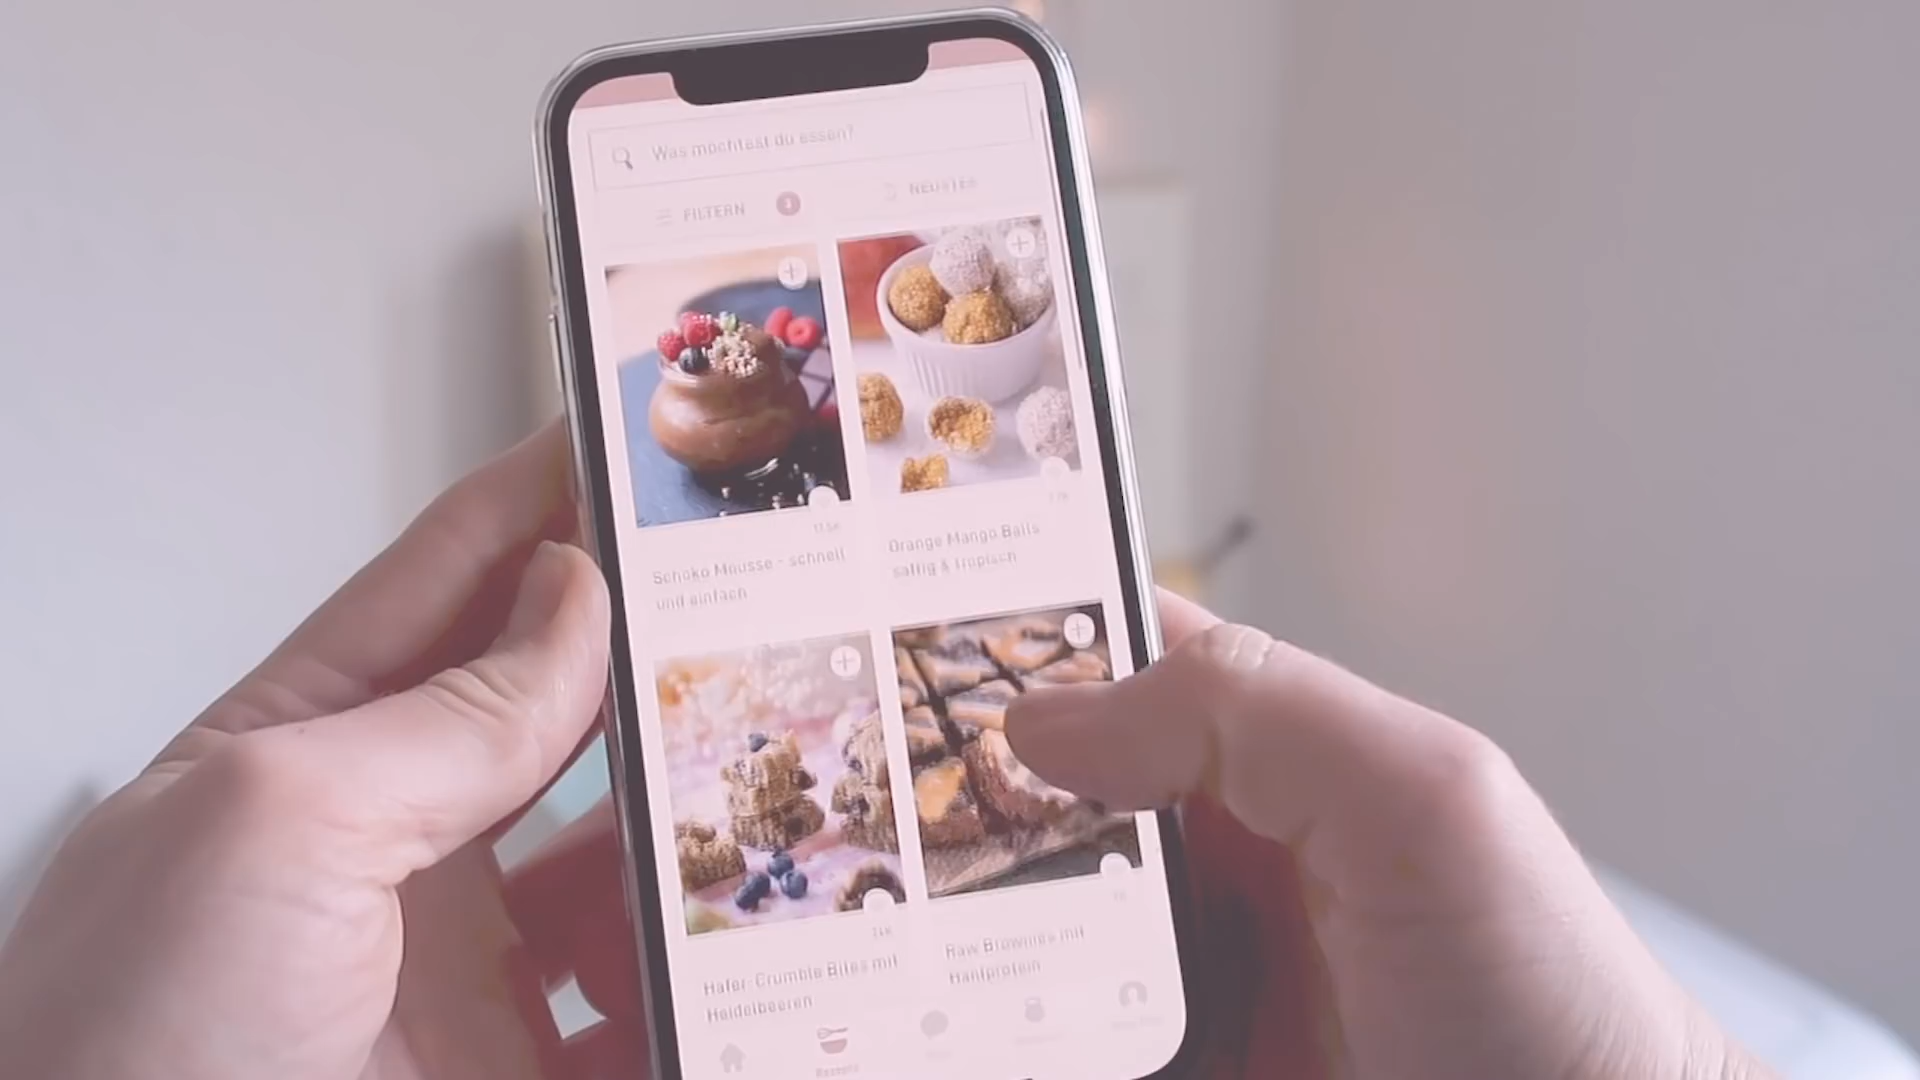 Was möchtest du essen?
FILTERN
NEUSTE
Schoko Mousse - schnell
und einfach
Orange Mango Balls
saftig & tropisch
Hafer-Crumble Bites mit
Heidelbeeren
Raw Brownies mit
Hanfprotein
Rezepte